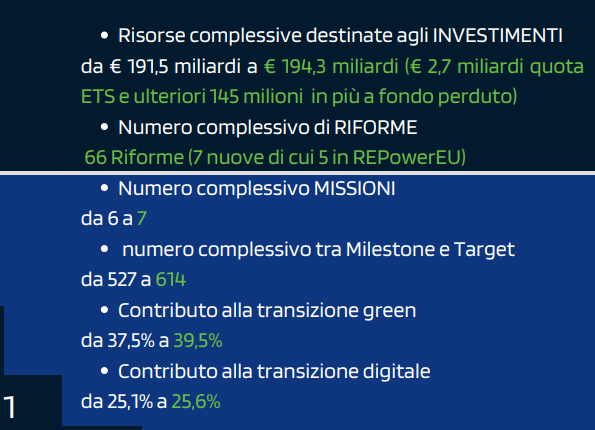 • Risorse complessive destinate agli INVESTIMENTI
da € 191,5 miliardi a € 194,3 miliardi (€ 2,7 miliardi quota
ETS e ulteriori 145 milioni in più a fondo perduto)
• Numero complessivo di RIFORME
66 Riforme (7 nuove di cui 5 in REPowerEU)
• Numero complessivo MISSIONI
da 6 a 7
• numero complessivo tra Milestone e Target
da 527 a 614
• Contributo alla transizione green
da 37,5% a 39,5%
• Contributo alla transizione digitale
da 25,1% a 25,6%
1